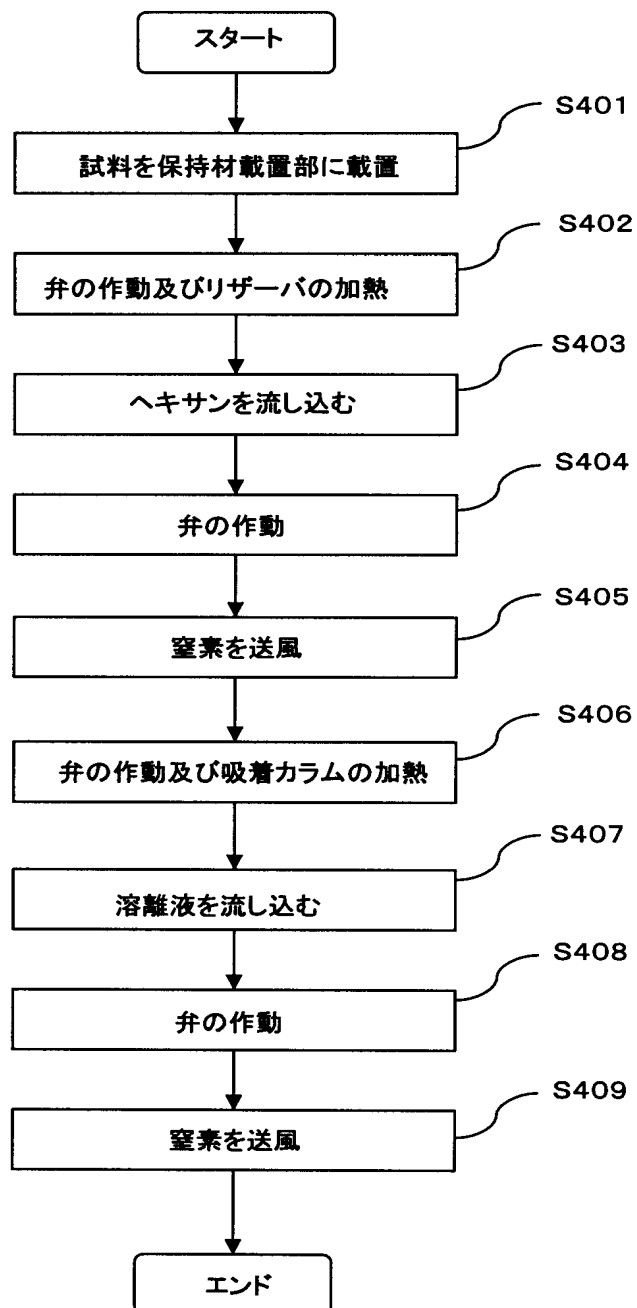 スタート
S401
試料を保持材載置部に載置
S402
弁の作動及びリザーバの加熱
S403
ヘキサンを流し込む
S404
弁の作動
S405
窒素を送風
S406
弁の作動及び吸着カラムの加熱
S407
溶離液を流し込む
S408
弁の作動
S409
窒素を送風
エンド